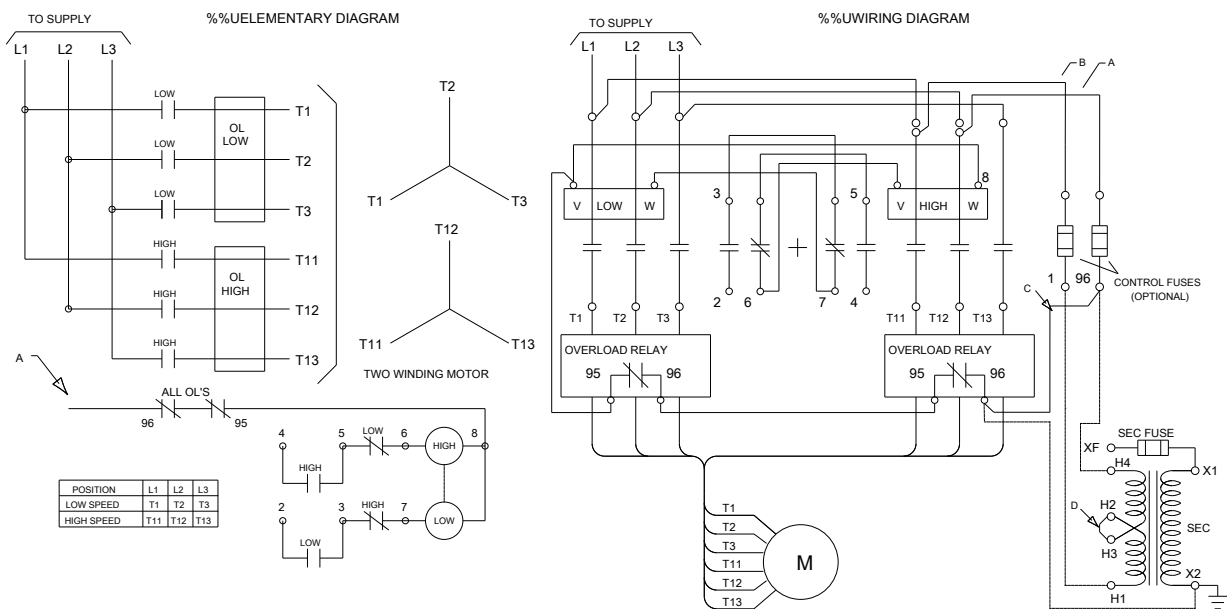 %%UELEMENTARY DIAGRAM
TO SUPPLY
L1 L2 L3
LOW
T1
OL
LOW
LOW
T2
LOW
T3
HIGH
T11
OL
HIGH
HIGH
T12
HIGH
T13
T2
T1 T3
T12
T11 T13
TWO WINDING MOTOR
A
ALL OL'S
96 95
4 5 LOW 6 HIGH 8
HIGH
2 3 HIGH 7 LOW
LOW
POSITION L1 L2 L3
LOW SPEED T1 T2 T3
HIGH SPEED T11 T12 T13
%%UWIRING DIAGRAM
TO SUPPLY
L1 L2 L3
B A
3 5 8
V LOW W
V HIGH W
2 6 7 4
1 96
CONTROL FUSES
(OPTIONAL)
C
T1 T2 T3
T11 T12 T13
OVERLOAD RELAY
95 96
OVERLOAD RELAY
95 96
SEC FUSE
XF
H4 X1
H2
D
SEC
H3
H1 X2
T1
T2
T3
T11
T12
T13
M